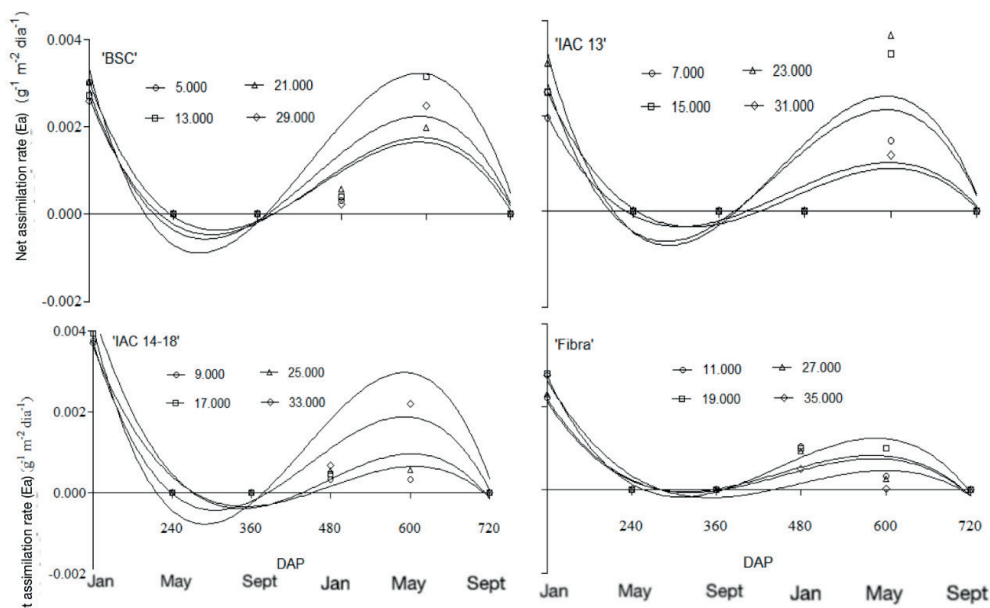 Net assimilation rate (Ea) (g⁻¹ m⁻² dia⁻¹)
0.004
0.002
0.000
-0.002
'BSC'
5.000
21.000
13.000
29.000
'IAC 13'
7.000
23.000
15.000
31.000
t assimilation rate (Ea) (g⁻¹ m⁻² dia⁻¹)
0.004
0.002
0.000
-0.002
'IAC 14-18'
9.000
25.000
17.000
33.000
240 360 480 600 720
DAP
Jan May Sept Jan May Sept
'Fibra'
11.000
27.000
19.000
35.000
240 360 480 600 720
DAP
Jan May Sept Jan May Sept